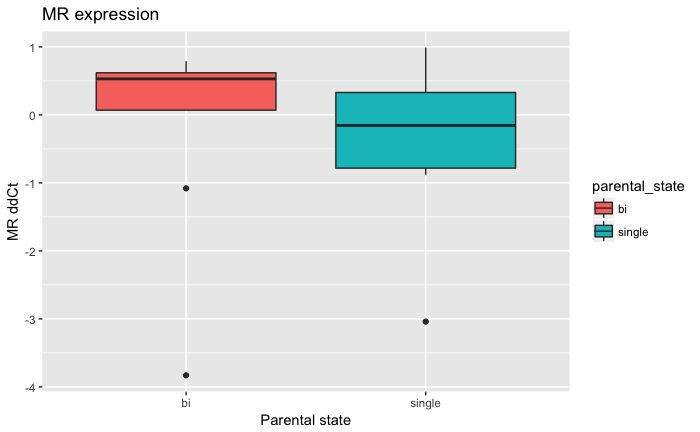 MR expression
1
0
-1
-2
-3
-4
MR ddCt
bi
single
Parental state
parental_state
bi
single